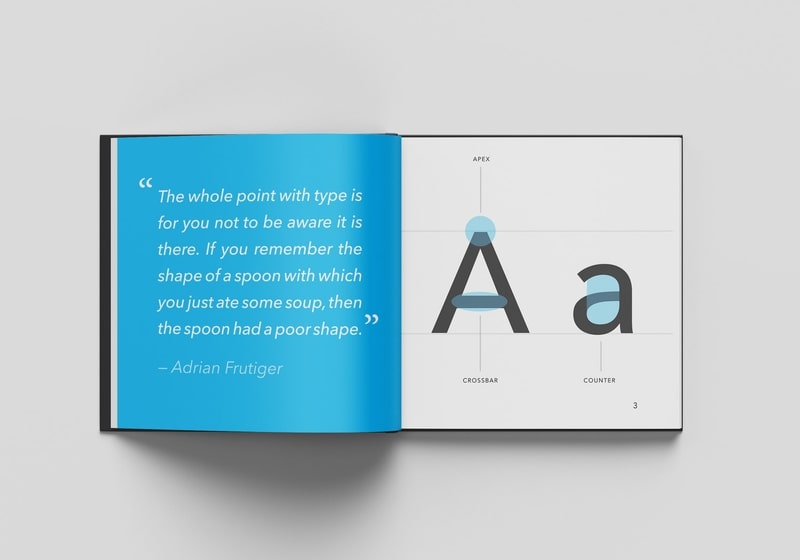 “The whole point with type is
for you not to be aware it is
there. If you remember the
shape of a spoon with which
you just ate some soup, then
the spoon had a poor shape.”
– Adrian Frutiger
APEX
A a
CROSSBAR COUNTER
3